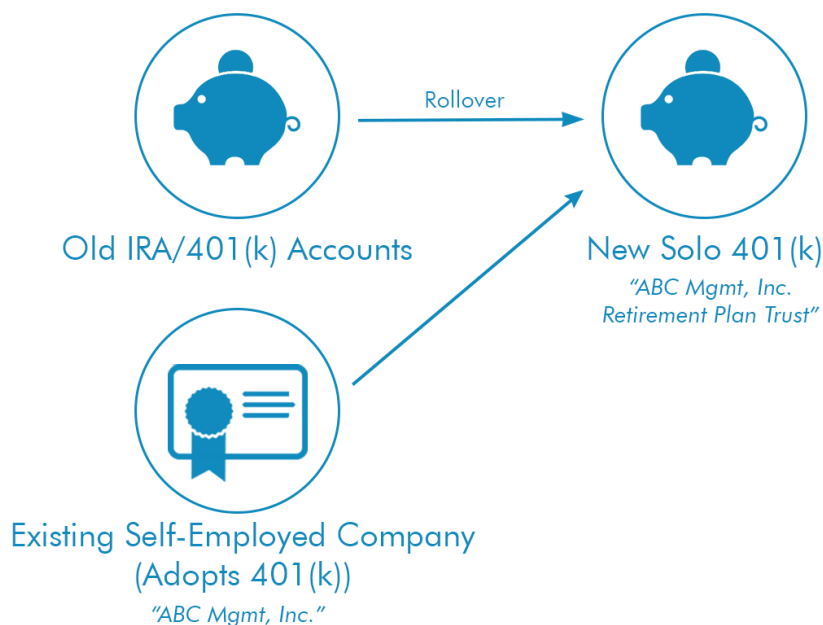 Rollover
Old IRA/401(k) Accounts
New Solo 401(k)
“ABC Mgmt, Inc.
Retirement Plan Trust”
Existing Self-Employed Company
(Adopts 401(k))
“ABC Mgmt, Inc.”